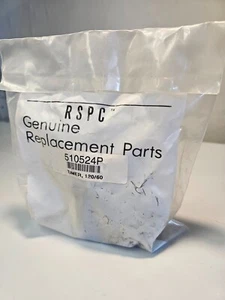 RSPC
Genuine
Replacement Parts
510524P
TIMER, 120/60